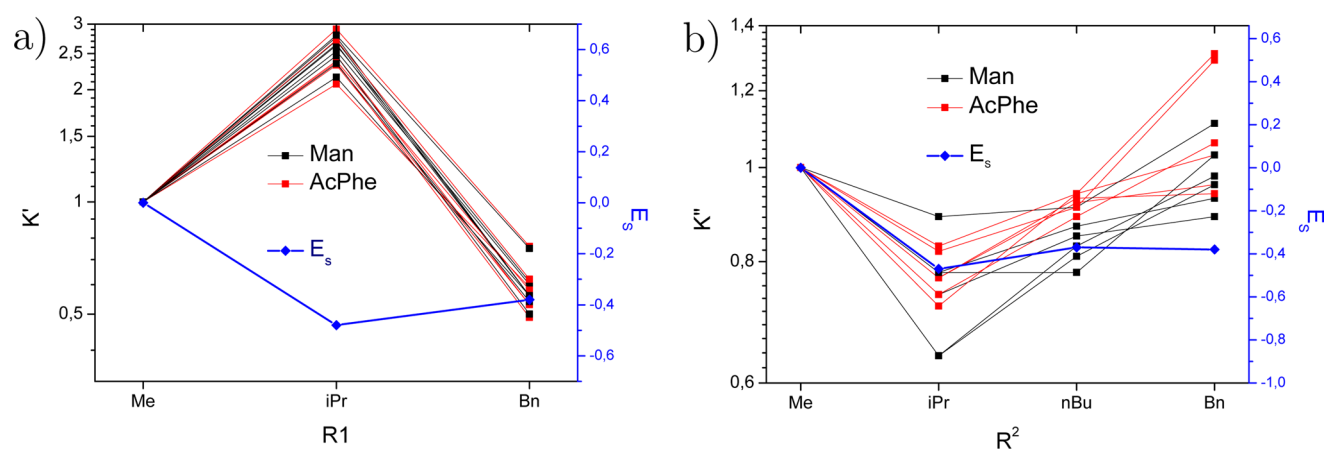 a)
K'
3
2,5
2
1,5
1
0,5
Man
AcPhe
Es
0,6
0,4
0,2
0,0
-0,2
-0,4
-0,6
Es
Me iPr Bn
R1
b)
K"
1,4
1,2
1
0,8
0,6
Man
AcPhe
Es
0,6
0,4
0,2
0,0
-0,2
-0,4
-0,6
-0,8
-1,0
Es
Me iPr nBu Bn
R²